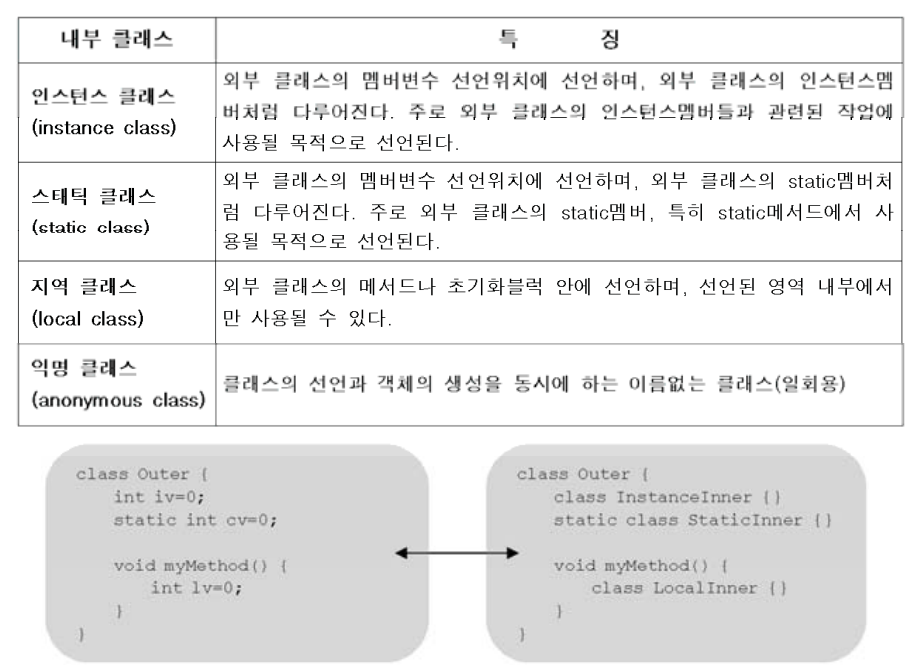 내부 클래스
특 징
인스턴스 클래스
(instance class)
외부 클래스의 멤버변수 선언위치에 선언하며, 외부 클래스의 인스턴스멤
버처럼 다루어진다. 주로 외부 클래스의 인스턴스멤버들과 관련된 작업에
사용될 목적으로 선언된다.
스태틱 클래스
(static class)
외부 클래스의 멤버변수 선언위치에 선언하며, 외부 클래스의 static멤버처
럼 다루어진다. 주로 외부 클래스의 static멤버, 특히 static메서드에서 사
용될 목적으로 선언된다.
지역 클래스
(local class)
외부 클래스의 메서드나 초기화블럭 안에 선언하며, 선언된 영역 내부에서
만 사용될 수 있다.
익명 클래스
(anonymous class)
클래스의 선언과 객체의 생성을 동시에 하는 이름없는 클래스(일회용)
class Outer {
int iv=0;
static int cv=0;
void myMethod() {
int lv=0;
}
}
class Outer {
class InstanceInner {}
static class StaticInner {}
void myMethod() {
class LocalInner {}
}
}